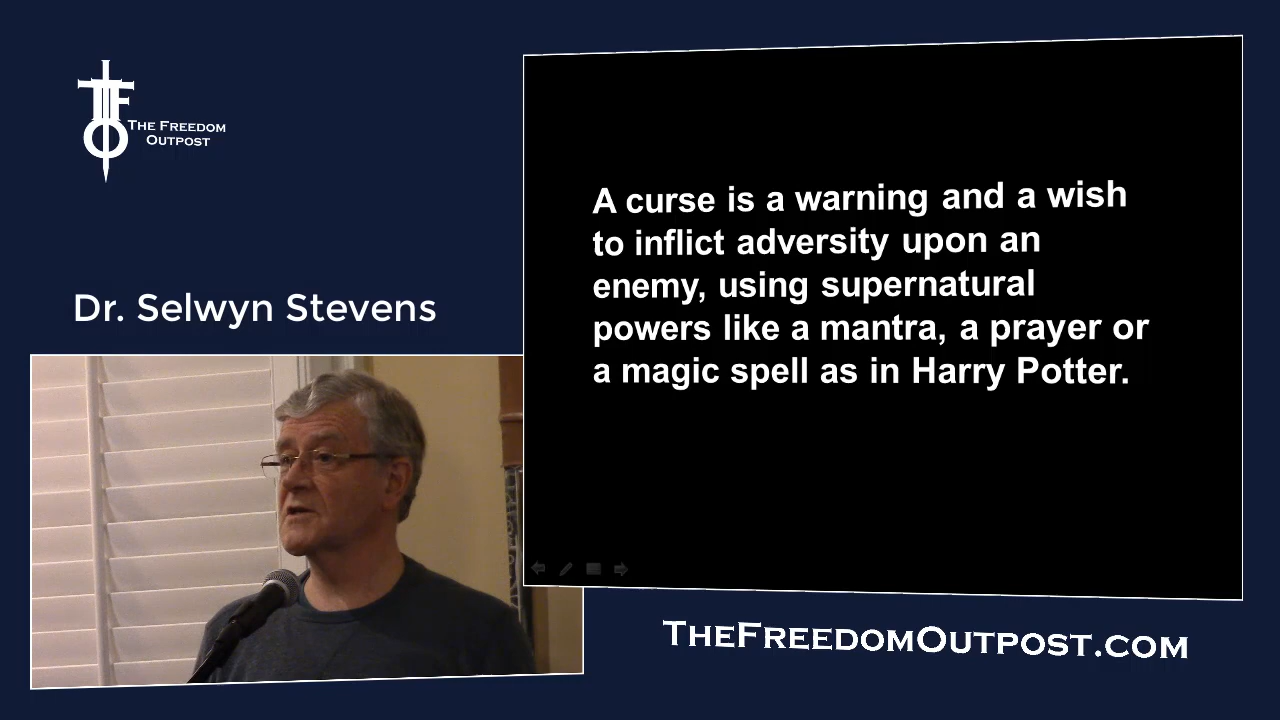 The Freedom
Outpost
Dr. Selwyn Stevens
A curse is a warning and a wish
to inflict adversity upon an
enemy, using supernatural
powers like a mantra, a prayer or
a magic spell as in Harry Potter.
TheFreedomOutpost.com